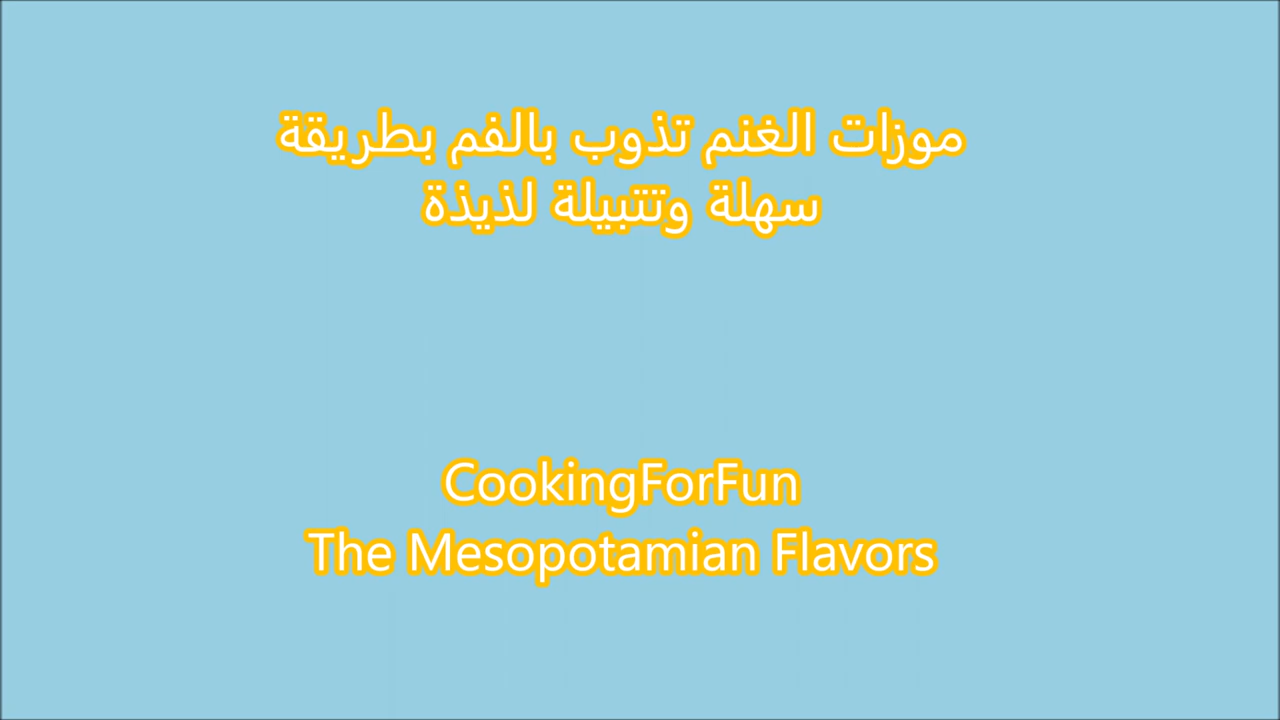 موزات الغنم تذوب بالفم بطريقة
سهلة وتتبيلة لذيذة
CookingForFun
The Mesopotamian Flavors